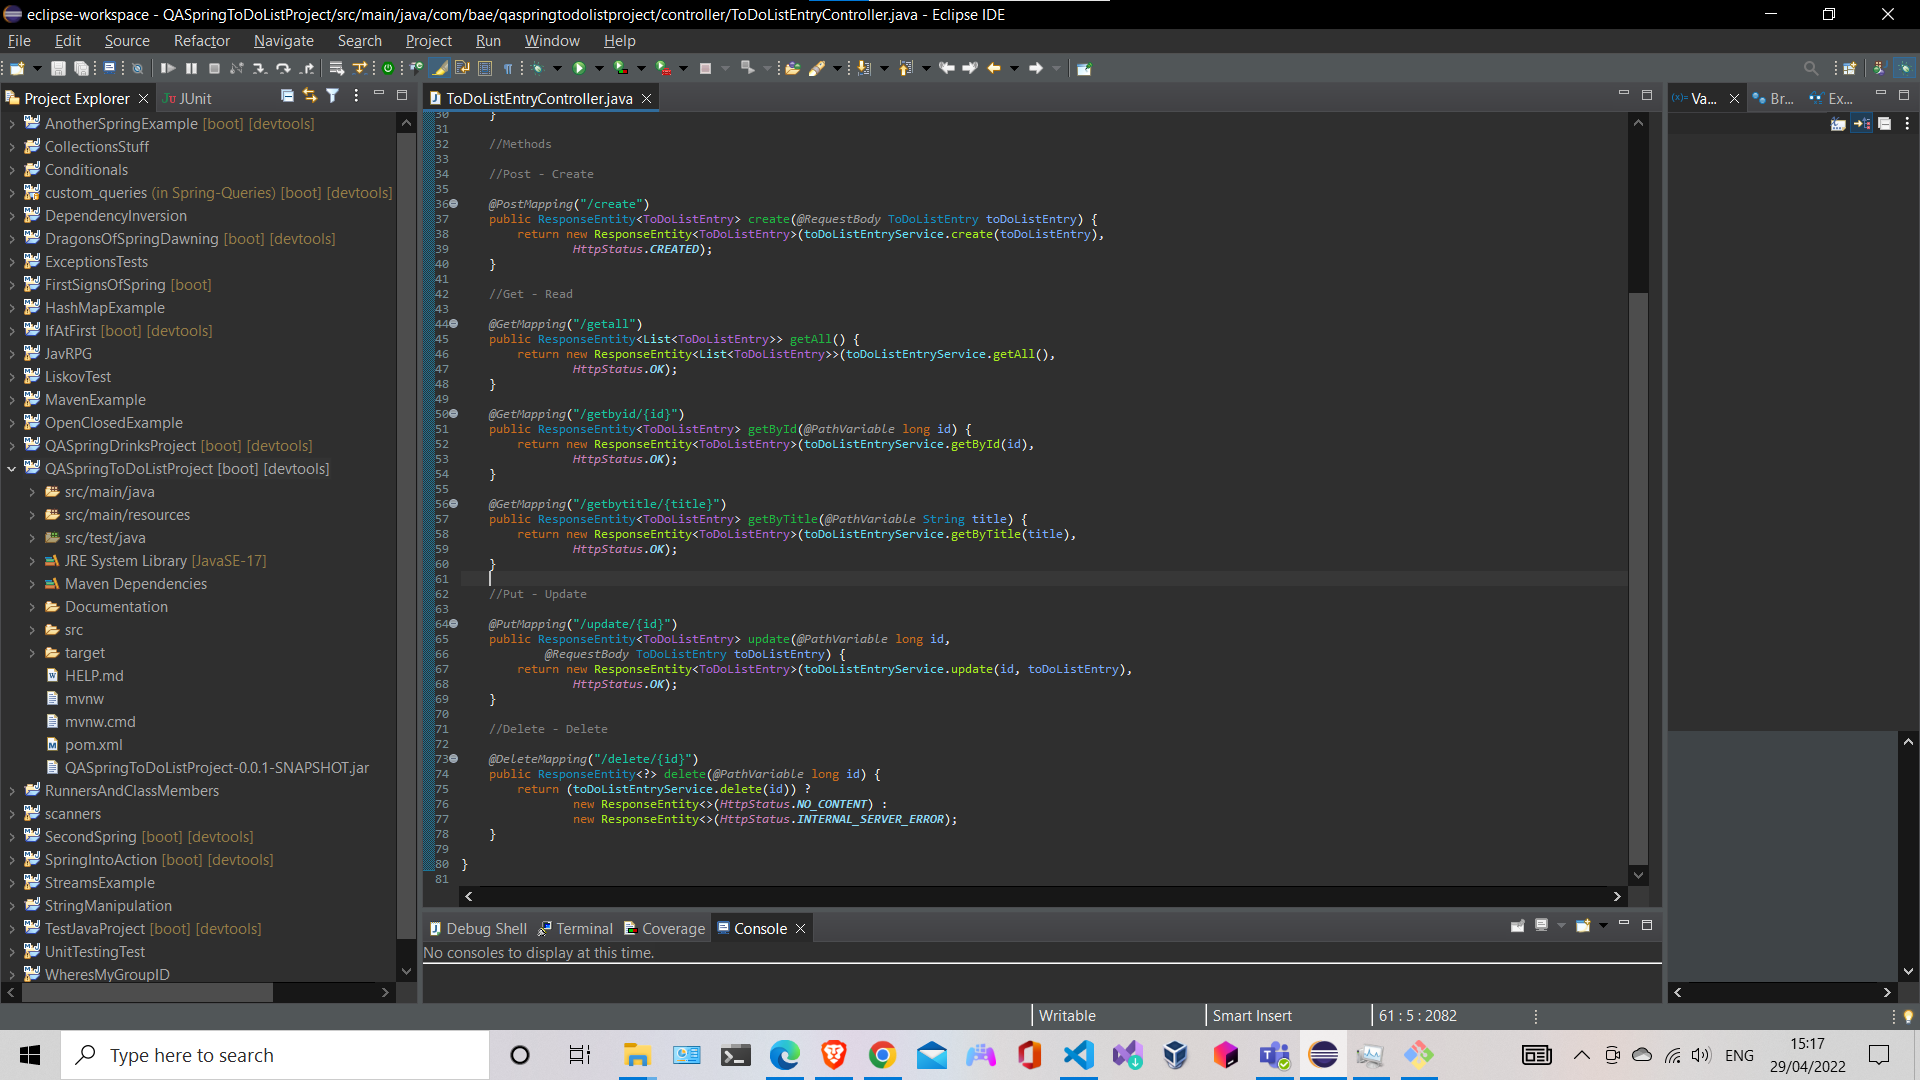 eclipse-workspace - QASpringToDoListProject/src/main/java/com/bae/qaspringtodolistproject/controller/ToDoListEntryController.java - Eclipse IDE
File Edit Source Refactor Navigate Search Project Run Window Help
Project Explorer
JUnit
AnotherSpringExample [boot] [devtools]
CollectionsStuff
Conditionals
custom_queries (in Spring-Queries) [boot] [devtools]
DependencyInversion
DragonsOfSpringDawning [boot] [devtools]
ExceptionsTests
FirstSignsOfSpring [boot]
HashMapExample
IfAtFirst [boot] [devtools]
JavRPG
LiskovTest
MavenExample
OpenClosedExample
QASpringDrinksProject [boot] [devtools]
QASpringToDoListProject [boot] [devtools]
src/main/java
src/main/resources
src/test/java
JRE System Library [JavaSE-17]
Maven Dependencies
Documentation
src
target
HELP.md
mvnw
mvnw.cmd
pom.xml
QASpringToDoListProject-0.0.1-SNAPSHOT.jar
RunnersAndClassMembers
scanners
SecondSpring [boot] [devtools]
SpringIntoAction [boot] [devtools]
StreamsExample
StringManipulation
TestJavaProject [boot] [devtools]
UnitTestingTest
WheresMyGroupID
ToDoListEntryController.java
30 }
31
32 //Methods
33
34 //Post - Create
35
36 @PostMapping("/create")
37 public ResponseEntity<ToDoListEntry> create(@RequestBody ToDoListEntry toDoListEntry) {
38 return new ResponseEntity<ToDoListEntry>(toDoListEntryService.create(toDoListEntry),
39 HttpStatus.CREATED);
40 }
41
42 //Get - Read
43
44 @GetMapping("/getall")
45 public ResponseEntity<List<ToDoListEntry>> getAll() {
46 return new ResponseEntity<List<ToDoListEntry>>(toDoListEntryService.getAll(),
47 HttpStatus.OK);
48 }
49
50 @GetMapping("/getbyid/{id}")
51 public ResponseEntity<ToDoListEntry> getById(@PathVariable long id) {
52 return new ResponseEntity<ToDoListEntry>(toDoListEntryService.getById(id),
53 HttpStatus.OK);
54 }
55
56 @GetMapping("/getbytitle/{title}")
57 public ResponseEntity<ToDoListEntry> getByTitle(@PathVariable String title) {
58 return new ResponseEntity<ToDoListEntry>(toDoListEntryService.getByTitle(title),
59 HttpStatus.OK);
60 }
61
62 //Put - Update
63
64 @PutMapping("/update/{id}")
65 public ResponseEntity<ToDoListEntry> update(@PathVariable long id,
66 @RequestBody ToDoListEntry toDoListEntry) {
67 return new ResponseEntity<ToDoListEntry>(toDoListEntryService.update(id, toDoListEntry),
68 HttpStatus.OK);
69 }
70
71 //Delete - Delete
72
73 @DeleteMapping("/delete/{id}")
74 public ResponseEntity<?> delete(@PathVariable long id) {
75 return (toDoListEntryService.delete(id)) ?
76 new ResponseEntity<>(HttpStatus.NO_CONTENT) :
77 new ResponseEntity<>(HttpStatus.INTERNAL_SERVER_ERROR);
78 }
79
80 }
81
Va... Br... Ex...
Debug Shell Terminal Coverage Console
No consoles to display at this time.
Writable Smart Insert 61 : 5 : 2082
Type here to search
ENG
15:17
29/04/2022